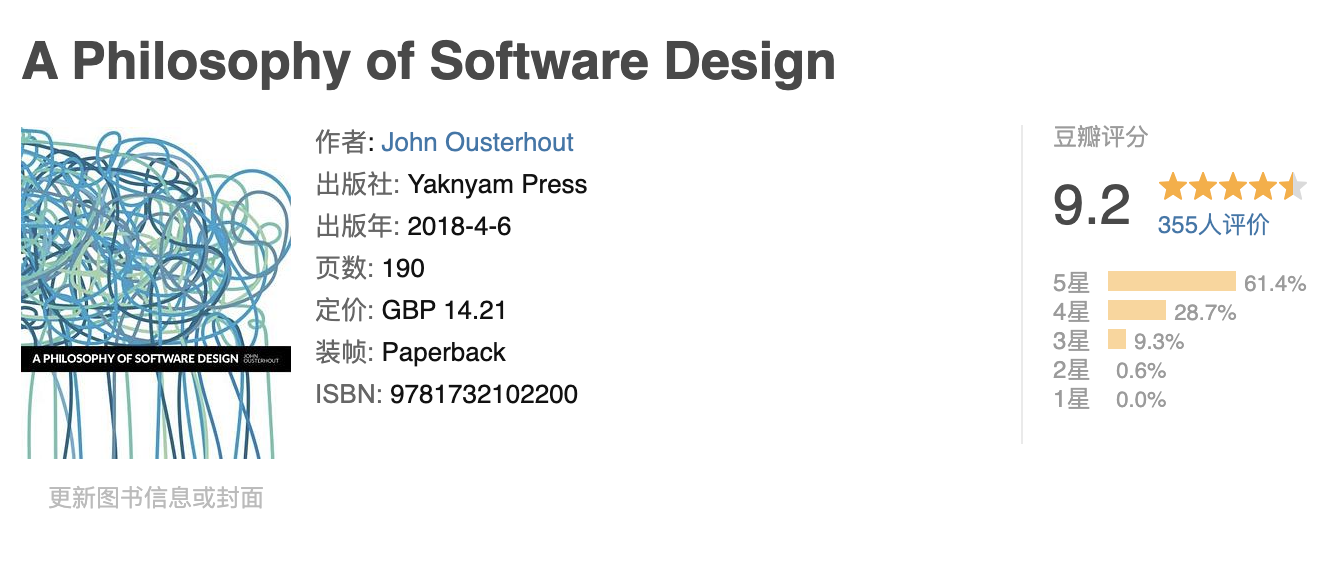 A Philosophy of Software Design
A PHILOSOPHY OF SOFTWARE DESIGN JOHN OUSTERHOUT
更新图书信息或封面
作者: John Ousterhout
出版社: Yaknyam Press
出版年: 2018-4-6
页数: 190
定价: GBP 14.21
装帧: Paperback
ISBN: 9781732102200
豆瓣评分
9.2
355人评价
5星 61.4%
4星 28.7%
3星 9.3%
2星 0.6%
1星 0.0%